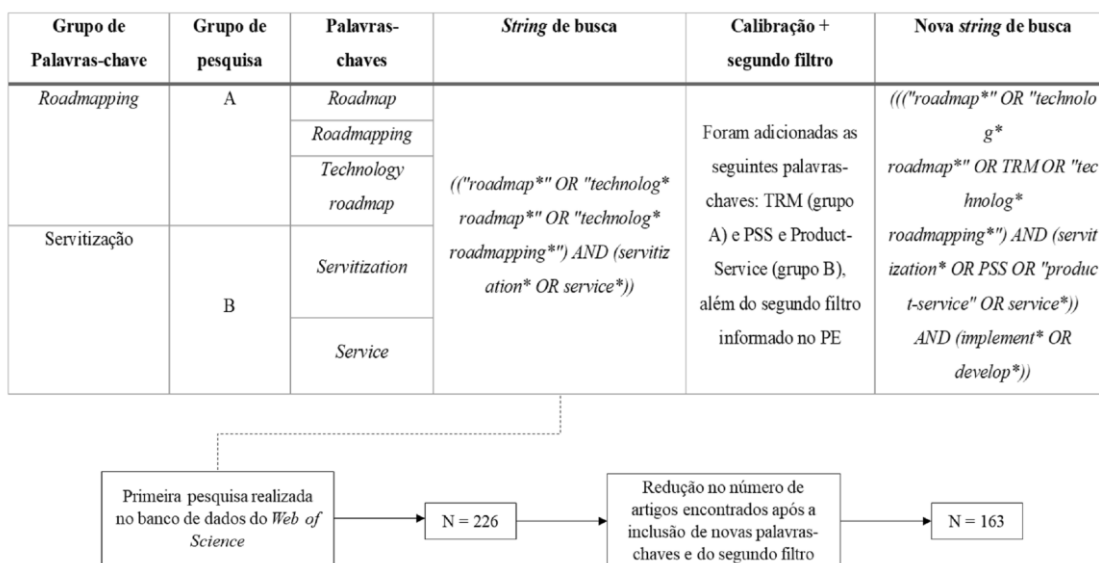 Grupo de
Palavras-chave
Grupo de
pesquisa
Palavras-
chaves
String de busca
Calibração +
segundo filtro
Nova string de busca
Roadmapping
A
Roadmap
Roadmapping
Technology
roadmap
Servitização
B
Servitization
Service
(("roadmap*" OR "technolog*
roadmap*" OR "technolog*
roadmapping*") AND (servitiz
ation* OR service*))
Foram adicionadas as
seguintes palavras-
chaves: TRM (grupo
A) e PSS e Product-
Service (grupo B),
além do segundo filtro
informado no PE
((("roadmap*" OR "technolo
g*
roadmap*" OR TRM OR "tec
hnolog*
roadmapping*") AND (servit
ization* OR PSS OR "produc
t-service" OR service*))
AND (implement* OR
develop*))
Primeira pesquisa realizada
no banco de dados do Web of
Science
N = 226
Redução no número de
artigos encontrados após a
inclusão de novas palavras-
chaves e do segundo filtro
N = 163